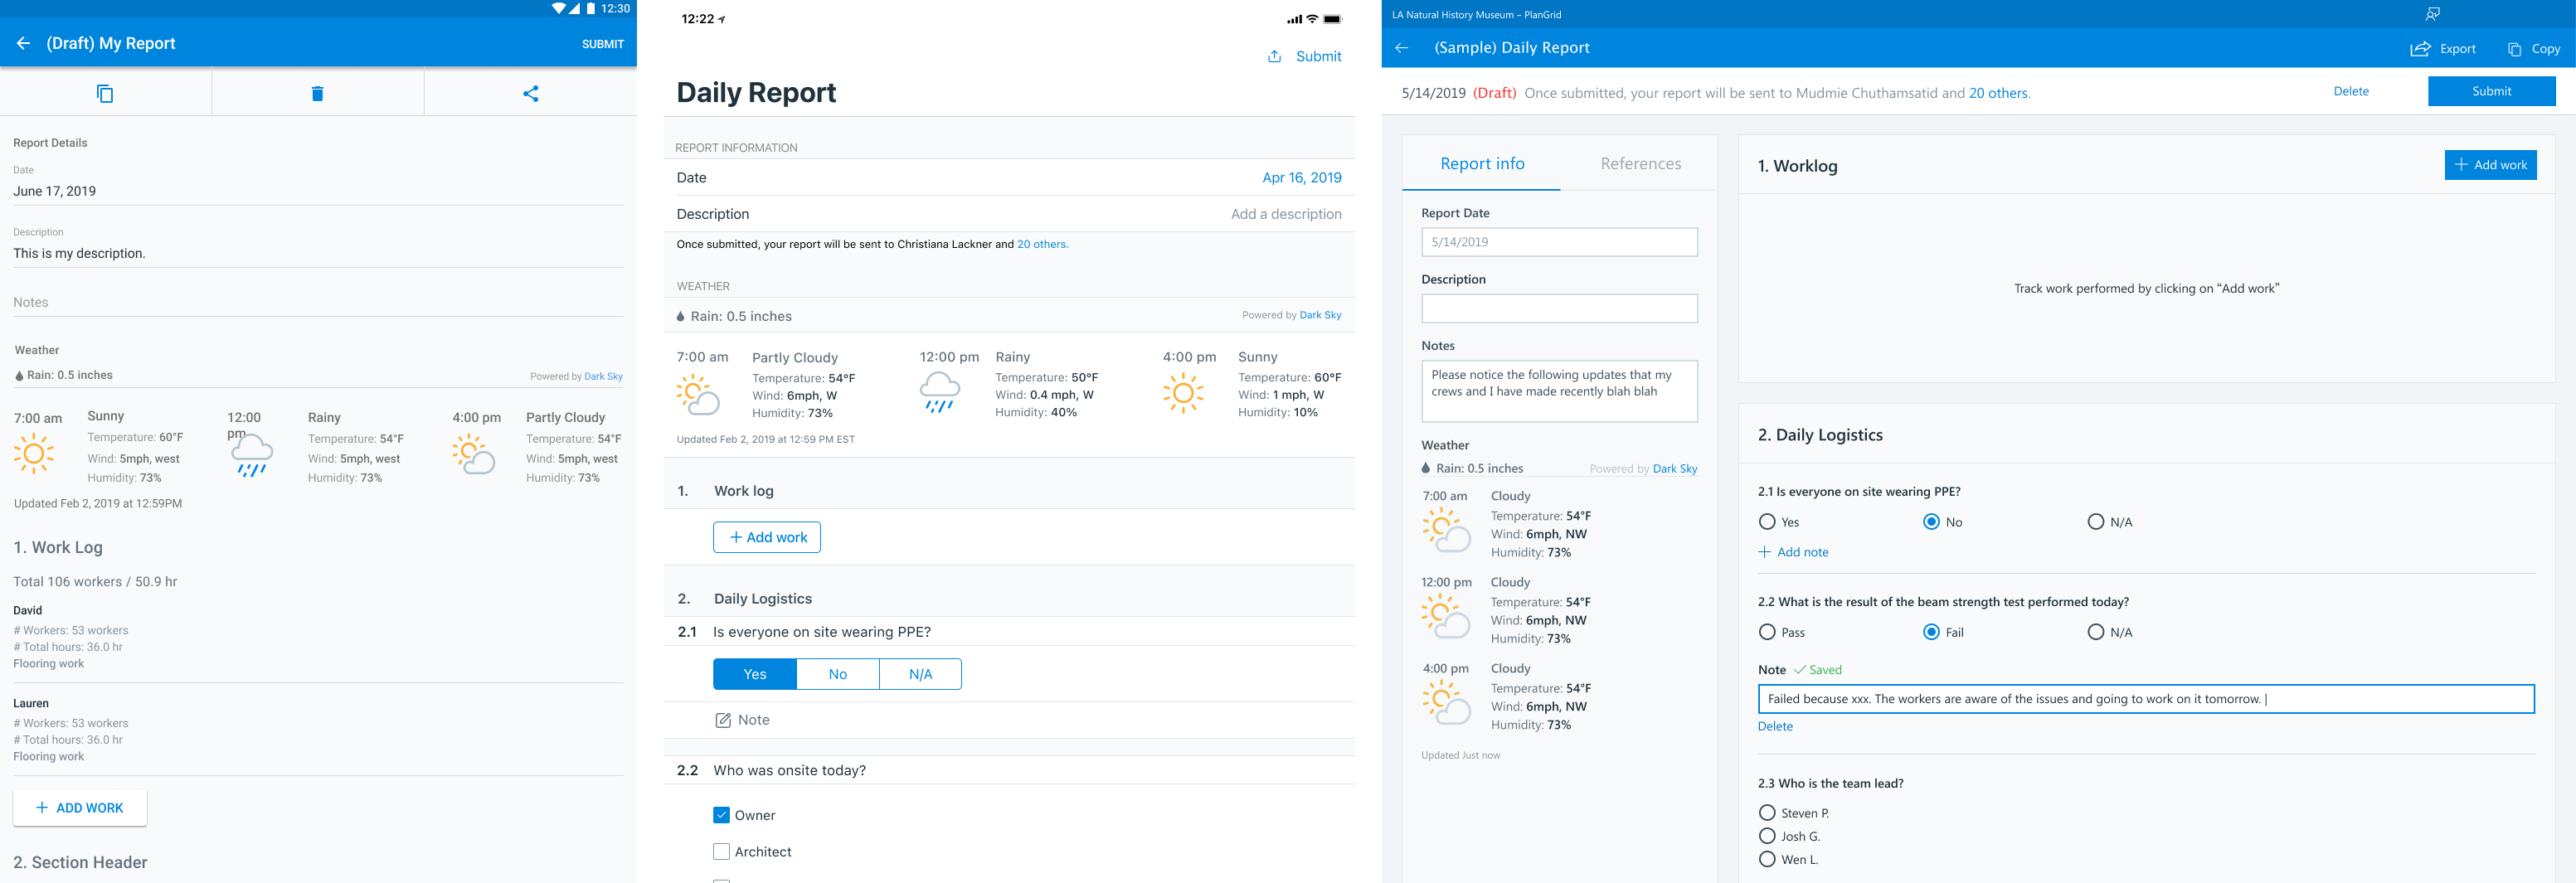 12:30
(Draft) My Report
SUBMIT
Report Details
Date
June 17, 2019
Description
This is my description.
Notes
Weather
Rain: 0.5 inches
Powered by Dark Sky
7:00 am
Sunny
Temperature: 60°F
Wind: 5mph, west
Humidity: 73%
12:00
pm
Rainy
Temperature: 54°F
Wind: 5mph, west
Humidity: 73%
4:00 pm
Partly Cloudy
Temperature: 54°F
Wind: 5mph, west
Humidity: 73%
Updated Feb 2, 2019 at 12:59PM
1. Work Log
Total 106 workers / 50.9 hr
David
# Workers: 53 workers
# Total hours: 36.0 hr
Flooring work
Lauren
# Workers: 53 workers
# Total hours: 36.0 hr
Flooring work
+ ADD WORK
2. Section Header
12:22
Submit
Daily Report
REPORT INFORMATION
Date
Apr 16, 2019
Description
Add a description
Once submitted, your report will be sent to Christiana Lackner and 20 others.
WEATHER
Rain: 0.5 inches
Powered by Dark Sky
7:00 am
Partly Cloudy
Temperature: 54°F
Wind: 6mph, W
Humidity: 73%
12:00 pm
Rainy
Temperature: 50°F
Wind: 0.4 mph, W
Humidity: 40%
4:00 pm
Sunny
Temperature: 60°F
Wind: 1 mph, W
Humidity: 10%
Updated Feb 2, 2019 at 12:59 PM EST
1. Work log
+ Add work
2. Daily Logistics
2.1 Is everyone on site wearing PPE?
Yes
No
N/A
Note
2.2 Who was onsite today?
Owner
Architect
LA Natural History Museum – PlanGrid
(Sample) Daily Report
Export
Copy
5/14/2019 (Draft) Once submitted, your report will be sent to Mudmie Chuthamsatid and 20 others.
Delete
Submit
Report info
References
Report Date
5/14/2019
Description
Notes
Please notice the following updates that my
crews and I have made recently blah blah
Weather
Rain: 0.5 inches
Powered by Dark Sky
7:00 am
Cloudy
Temperature: 54°F
Wind: 6mph, NW
Humidity: 73%
12:00 pm
Cloudy
Temperature: 54°F
Wind: 6mph, NW
Humidity: 73%
4:00 pm
Cloudy
Temperature: 54°F
Wind: 6mph, NW
Humidity: 73%
Updated Just now
1. Worklog
+ Add work
Track work performed by clicking on “Add work”
2. Daily Logistics
2.1 Is everyone on site wearing PPE?
Yes
No
N/A
+ Add note
2.2 What is the result of the beam strength test performed today?
Pass
Fail
N/A
Note
Saved
Failed because xxx. The workers are aware of the issues and going to work on it tomorrow. |
Delete
2.3 Who is the team lead?
Steven P.
Josh G.
Wen L.